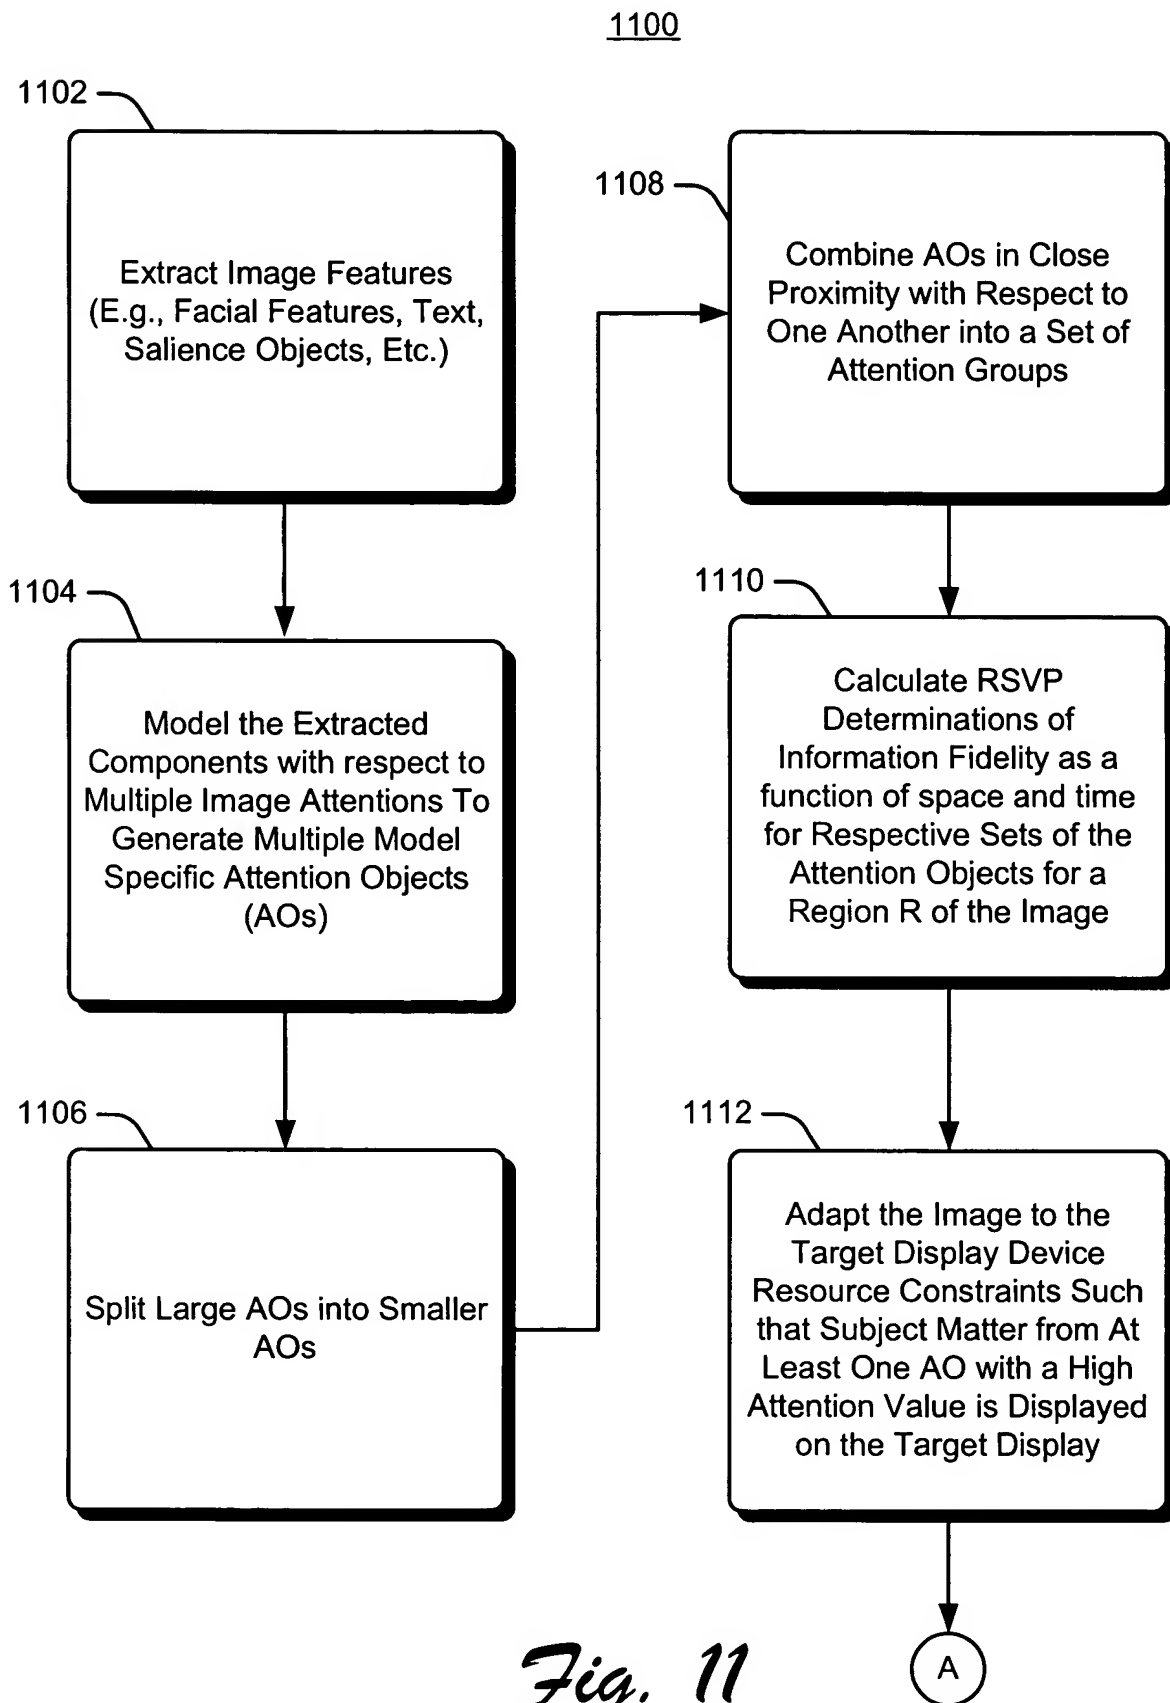 1100
1102
Extract Image Features
(E.g., Facial Features, Text,
Salience Objects, Etc.)
1104
Model the Extracted
Components with respect to
Multiple Image Attentions To
Generate Multiple Model
Specific Attention Objects
(AOs)
1106
Split Large AOs into Smaller
AOs
1108
Combine AOs in Close
Proximity with Respect to
One Another into a Set of
Attention Groups
1110
Calculate RSVP
Determinations of
Information Fidelity as a
function of space and time
for Respective Sets of the
Attention Objects for a
Region R of the Image
1112
Adapt the Image to the
Target Display Device
Resource Constraints Such
that Subject Matter from At
Least One AO with a High
Attention Value is Displayed
on the Target Display
A
Fig. 11